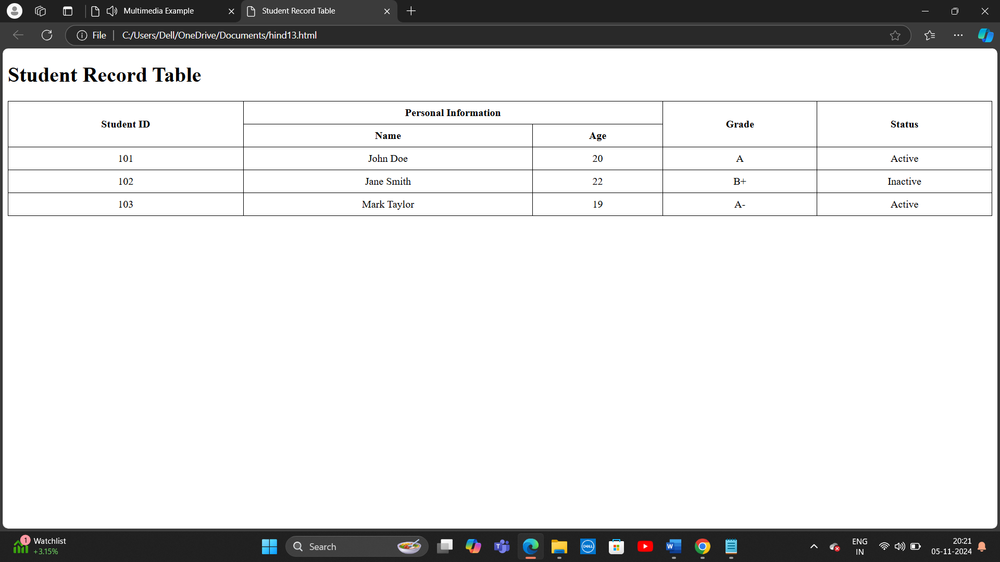 Multimedia Example
Student Record Table
File
C:/Users/Dell/OneDrive/Documents/hind13.html
Student Record Table
Student ID Personal Information Grade Status
Name Age
101 John Doe 20 A Active
102 Jane Smith 22 B+ Inactive
103 Mark Taylor 19 A- Active
1
Watchlist
+3.15%
Search
T
DELL
W
ENG
IN
20:21
05-11-2024